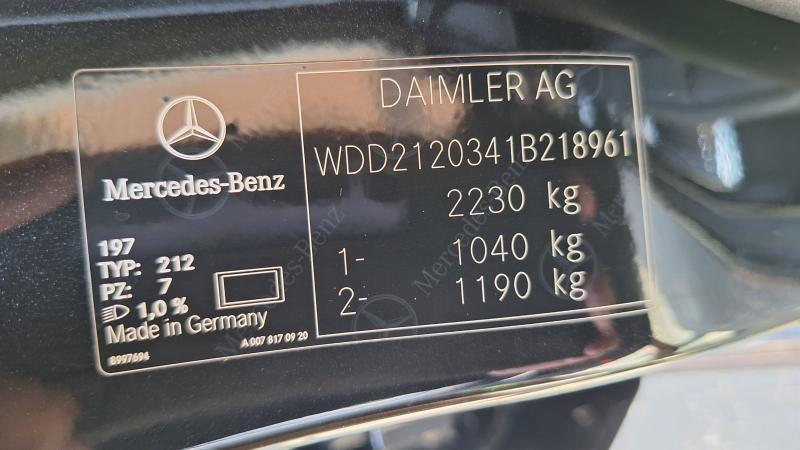 Mercedes-Benz
197
TYP: 212
PZ: 7
1,0 %
Made in Germany
8997694
A 007 817 09 20
DAIMLER AG
WDD2120341B218961
2230 kg
1- 1040 kg
2- 1190 kg